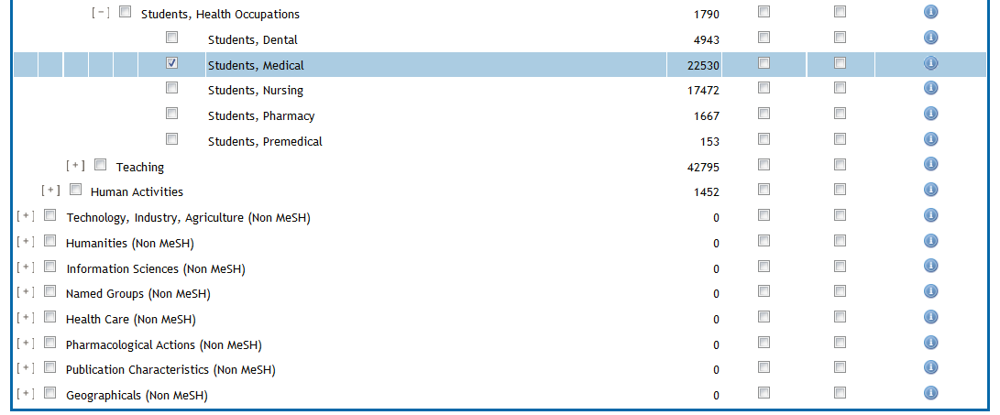 [-] Students, Health Occupations 1790
Students, Dental 4943
Students, Medical 22530
Students, Nursing 17472
Students, Pharmacy 1667
Students, Premedical 153
[+] Teaching 42795
[+] Human Activities 1452
[+] Technology, Industry, Agriculture (Non MeSH) 0
[+] Humanities (Non MeSH) 0
[+] Information Sciences (Non MeSH) 0
[+] Named Groups (Non MeSH) 0
[+] Health Care (Non MeSH) 0
[+] Pharmacological Actions (Non MeSH) 0
[+] Publication Characteristics (Non MeSH) 0
[+] Geographicals (Non MeSH) 0